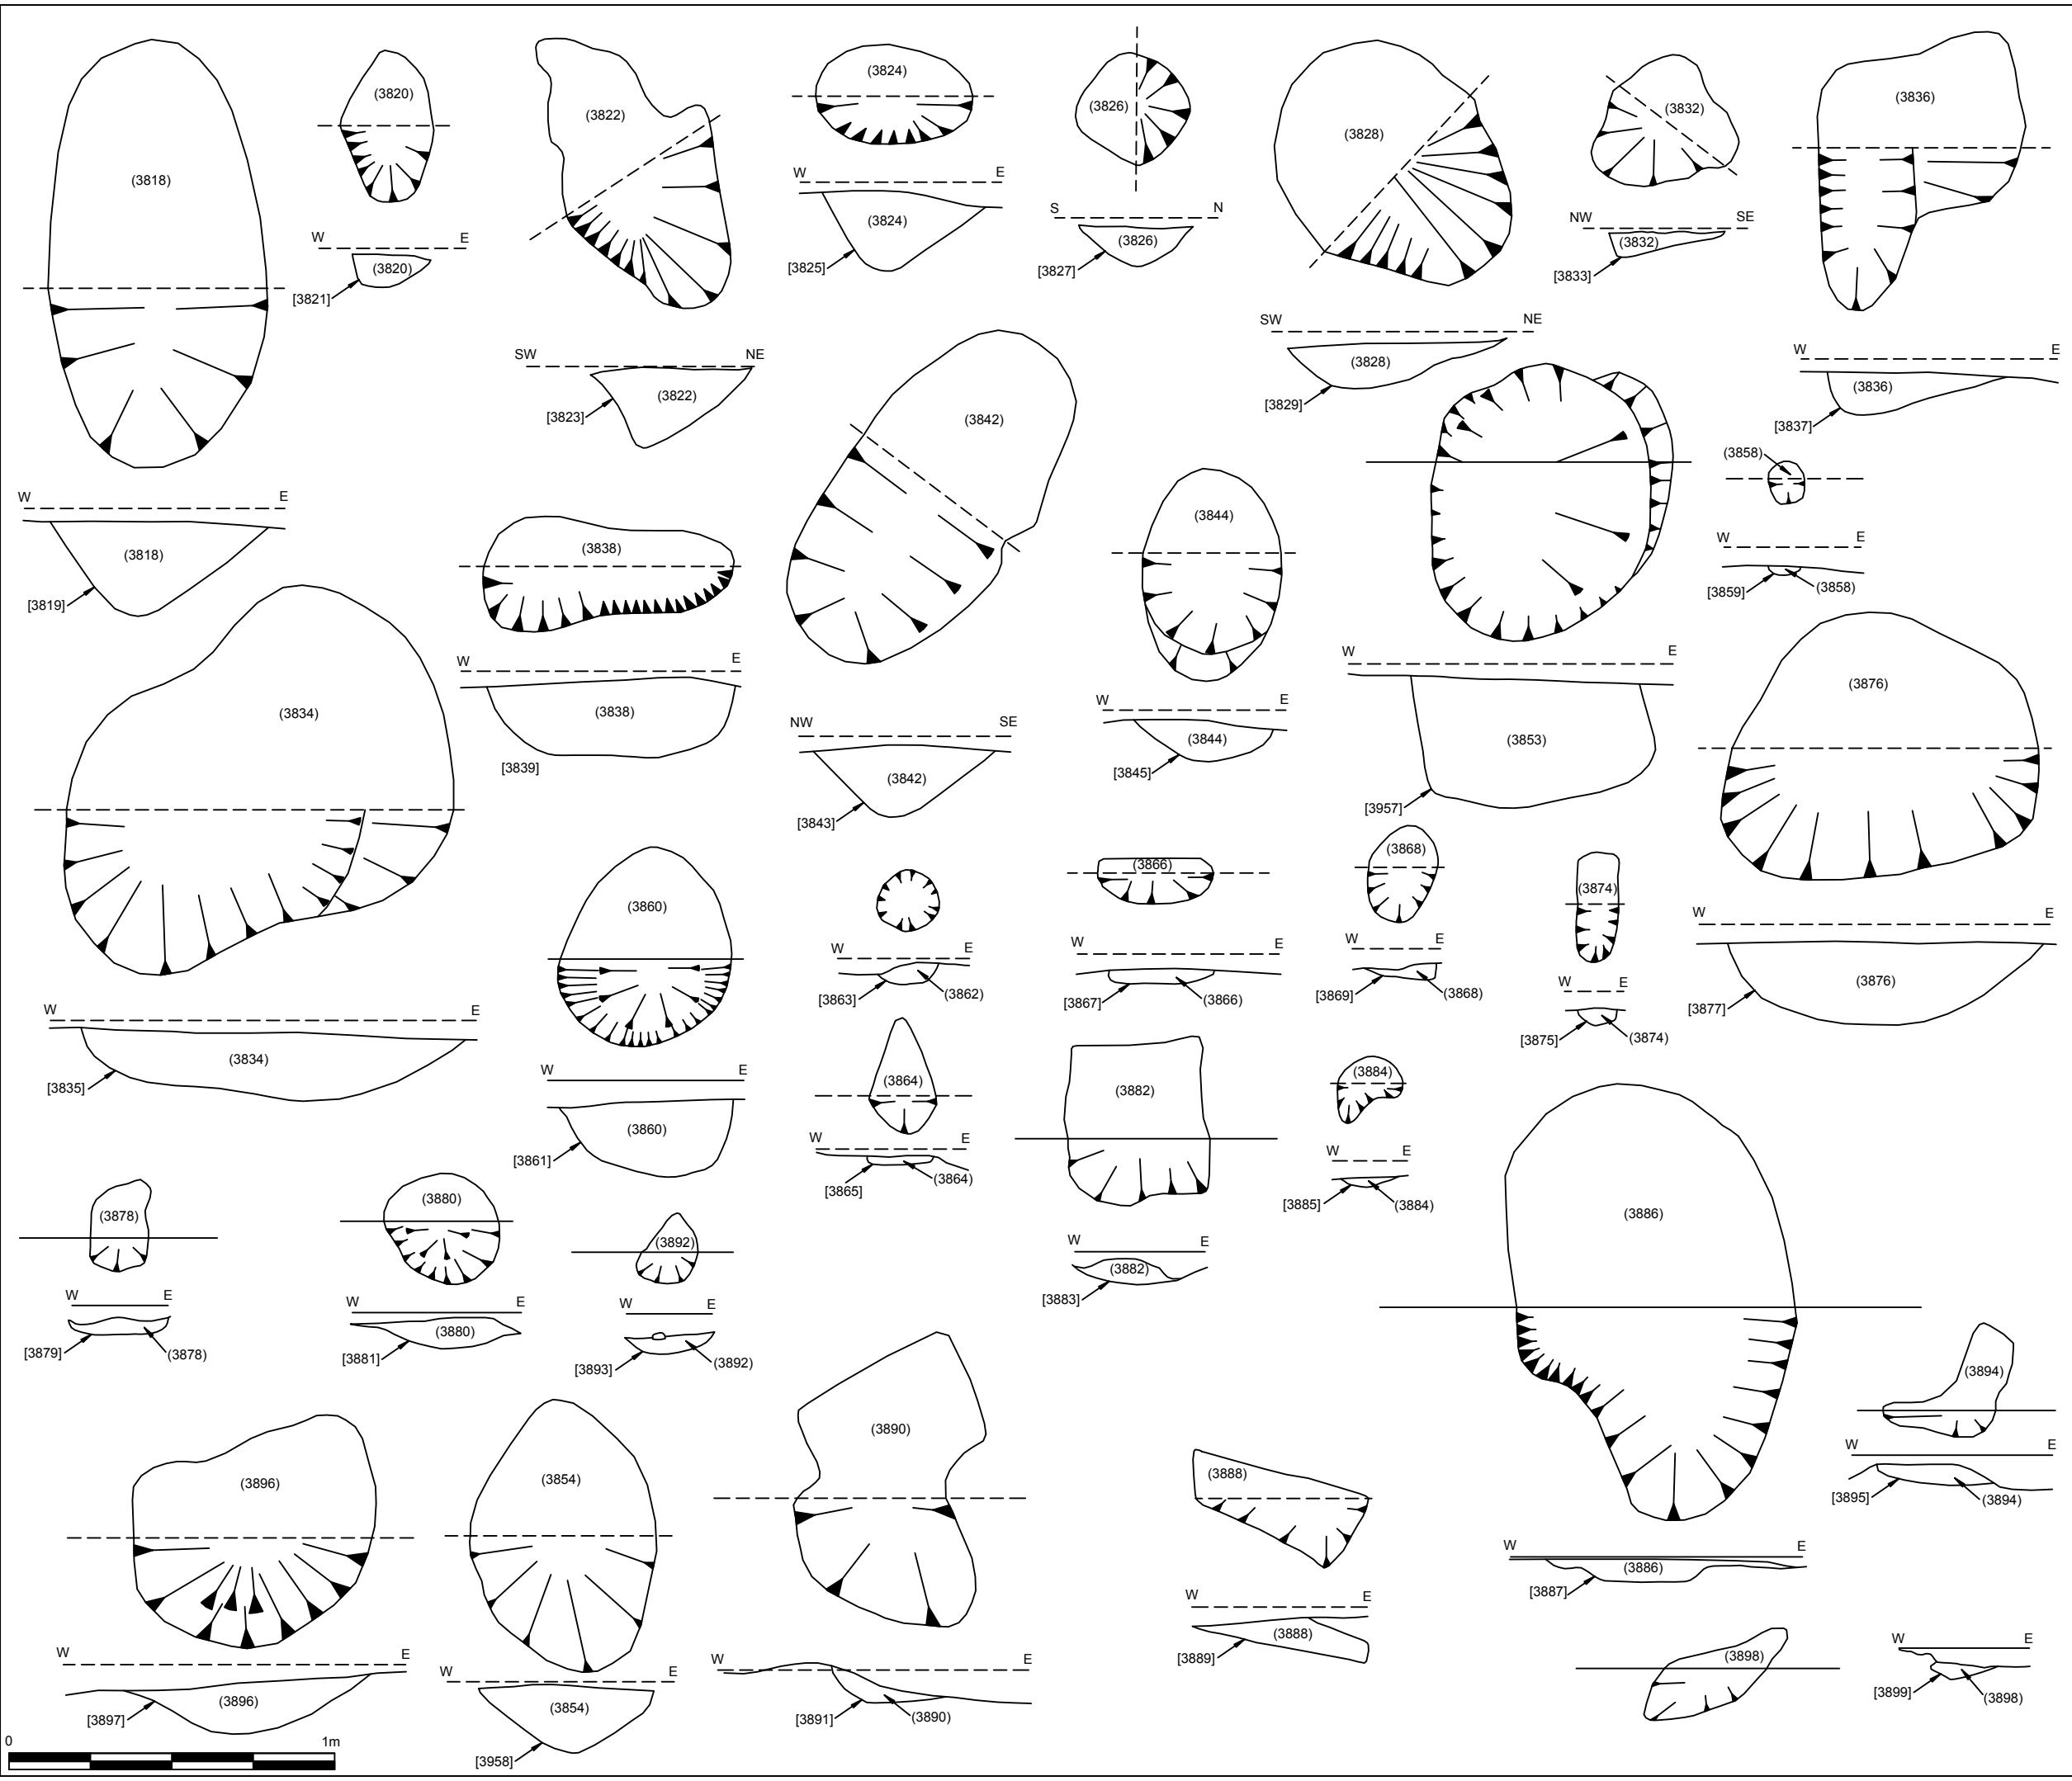 (3818)
W E
(3818)
[3819]
(3820)
W E
(3820)
[3821]
(3822)
SW NE
(3822)
[3823]
(3824)
W E
(3824)
[3825]
(3826)
S N
(3826)
[3827]
(3828)
SW NE
(3828)
[3829]
(3832)
NW SE
(3832)
[3833]
(3836)
W E
(3836)
[3837]
(3834)
W E
(3834)
[3835]
(3838)
W E
(3838)
[3839]
(3842)
NW SE
(3842)
[3843]
(3844)
W E
(3844)
[3845]
W E
(3853)
[3957]
(3858)
W E
[3859] (3858)
(3876)
W E
(3876)
[3877]
(3860)
W E
(3860)
[3861]
W E
[3863] (3862)
(3866)
W E
[3867] (3866)
(3868)
W E
[3869] (3868)
(3874)
W E
[3875] (3874)
(3864)
W E
[3865] (3864)
(3882)
W E
(3882)
[3883]
(3884)
W E
[3885] (3884)
(3886)
W E
(3886)
[3887]
(3878)
W E
[3879] (3878)
(3880)
W E
(3880)
[3881]
(3892)
W E
[3893] (3892)
(3894)
W E
[3895] (3894)
(3896)
W E
(3896)
[3897]
(3854)
W E
(3854)
[3958]
(3890)
W E
[3891] (3890)
(3888)
W E
(3888)
[3889]
(3898)
W E
[3899] (3898)
0 1m